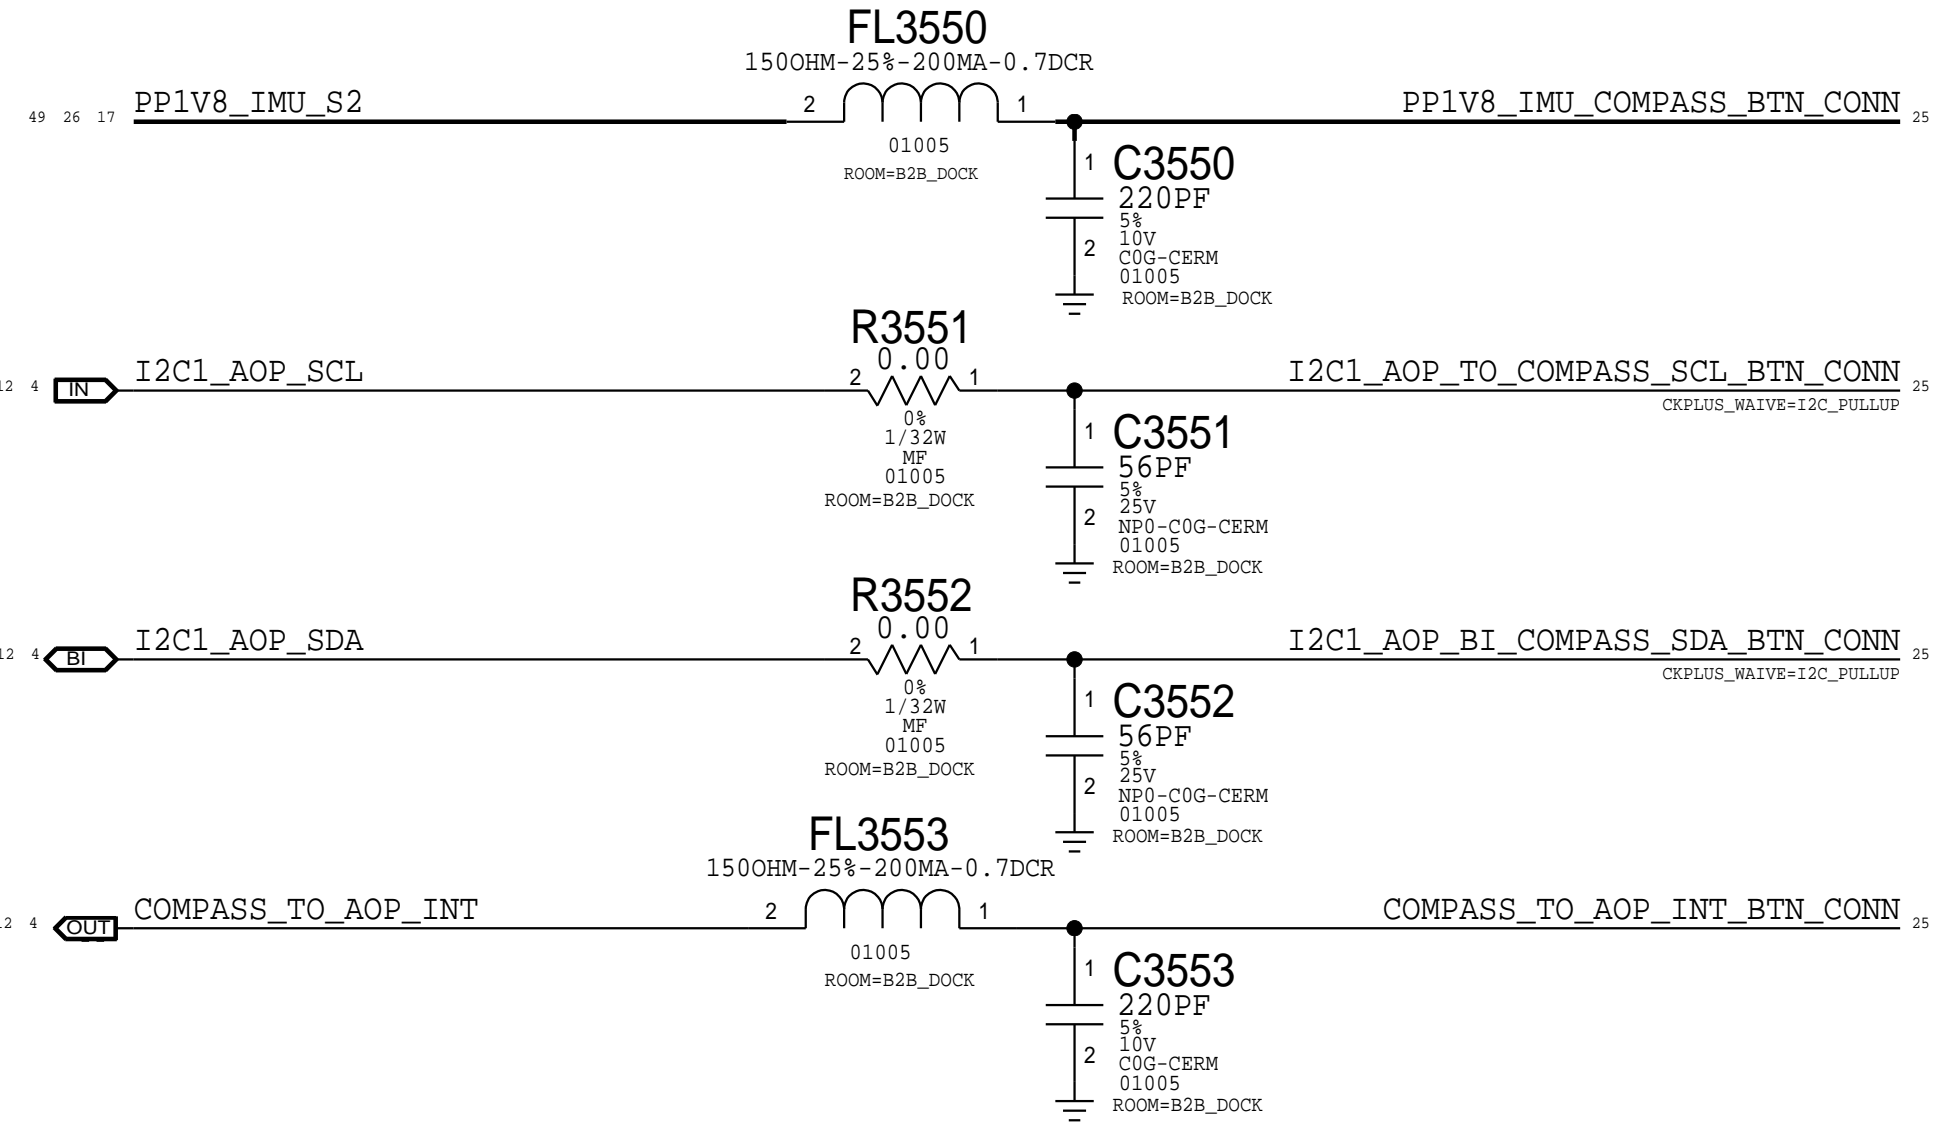 FL3550
150OHM-25%-200MA-0.7DCR
49 26 17 PP1V8_IMU_S2 2 1 PP1V8_IMU_COMPASS_BTN_CONN 25
01005
ROOM=B2B_DOCK
1 C3550
220PF
5%
10V
2 C0G-CERM
01005
ROOM=B2B_DOCK
R3551
0.00
12 4 IN I2C1_AOP_SCL 2 1 I2C1_AOP_TO_COMPASS_SCL_BTN_CONN 25
CKPLUS_WAIVE=I2C_PULLUP
0%
1/32W
MF
01005
ROOM=B2B_DOCK
1 C3551
56PF
5%
25V
2 NP0-C0G-CERM
01005
ROOM=B2B_DOCK
R3552
0.00
12 4 BI I2C1_AOP_SDA 2 1 I2C1_AOP_BI_COMPASS_SDA_BTN_CONN 25
CKPLUS_WAIVE=I2C_PULLUP
0%
1/32W
MF
01005
ROOM=B2B_DOCK
1 C3552
56PF
5%
25V
2 NP0-C0G-CERM
01005
ROOM=B2B_DOCK
FL3553
150OHM-25%-200MA-0.7DCR
12 4 OUT COMPASS_TO_AOP_INT 2 1 COMPASS_TO_AOP_INT_BTN_CONN 25
01005
ROOM=B2B_DOCK
1 C3553
220PF
5%
10V
2 C0G-CERM
01005
ROOM=B2B_DOCK